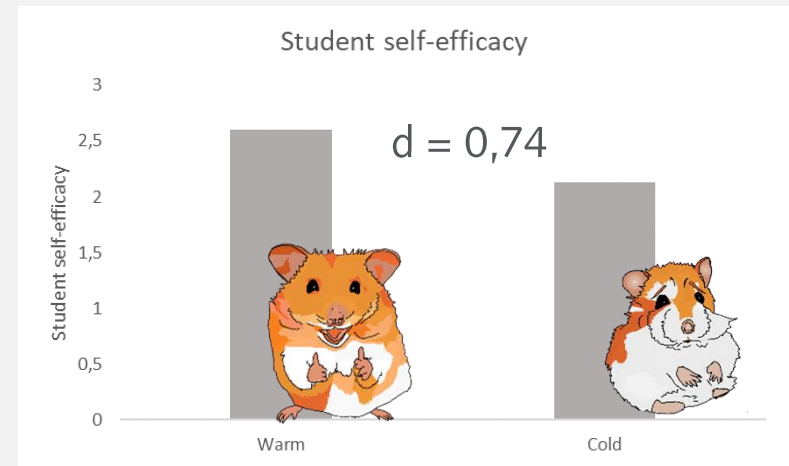 Student self-efficacy
3
2,5
2
1,5
1
0,5
0
Student self-efficacy
d = 0,74
Warm
Cold